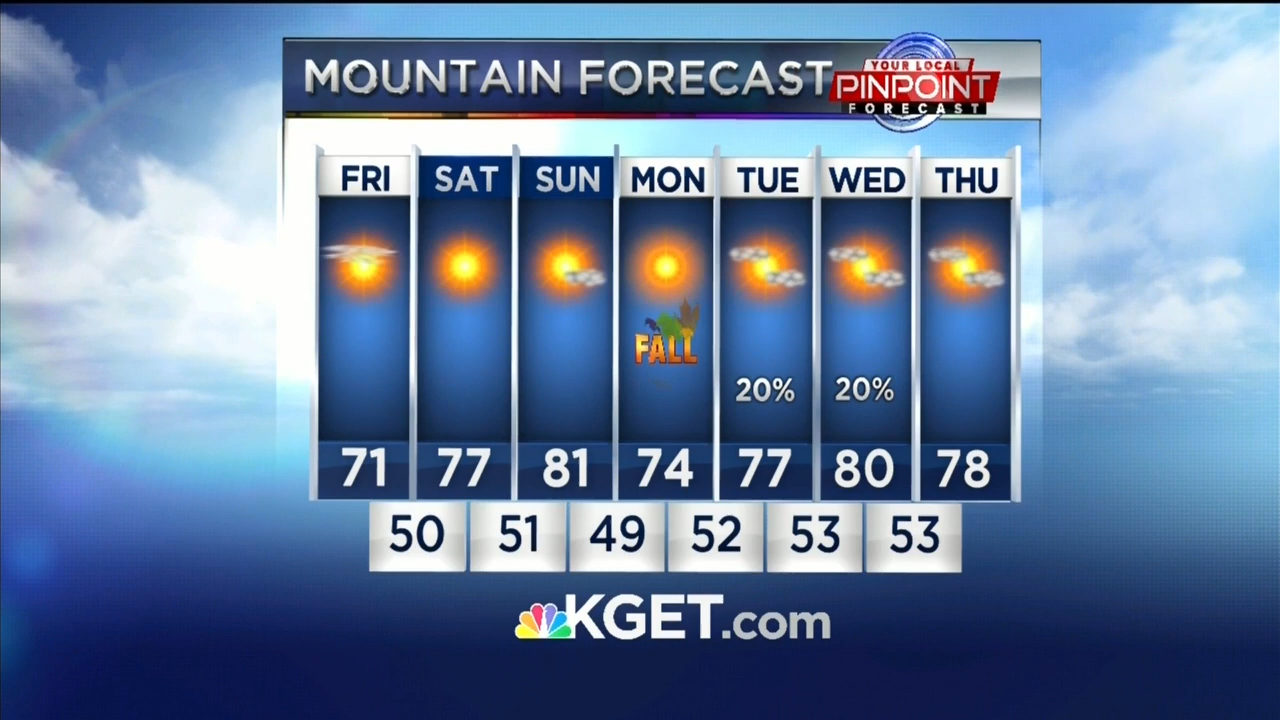 MOUNTAIN FORECAST
YOUR LOCAL
PINPOINT
FORECAST
FRI SAT SUN MON TUE WED THU
FALL
20% 20%
71 77 81 74 77 80 78
50 51 49 52 53 53
KGET.com